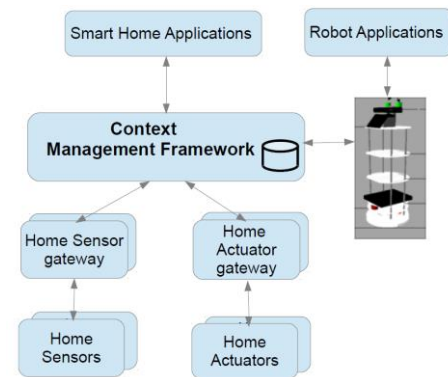 Smart Home Applications
Robot Applications
Context
Management Framework
Home Sensor
gateway
Home
Actuator
gateway
Home
Sensors
Home
Actuators